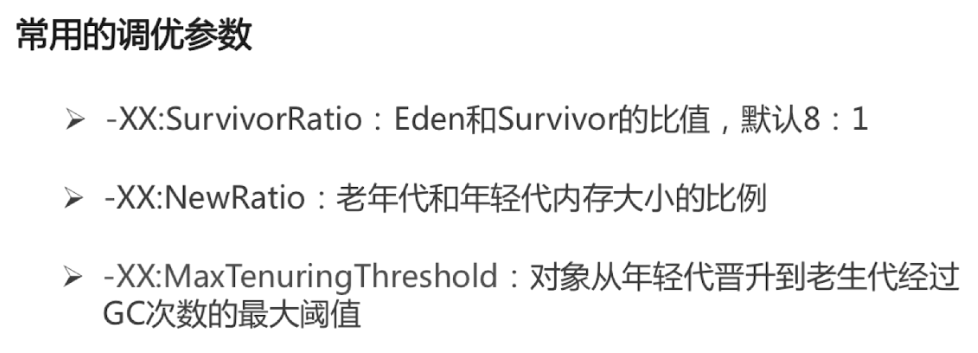 常用的调优参数
➢ -XX:SurvivorRatio：Eden和Survivor的比值，默认8：1
➢ -XX:NewRatio：老年代和年轻代内存大小的比例
➢ -XX:MaxTenuringThreshold：对象从年轻代晋升到老生代经过
GC次数的最大阈值